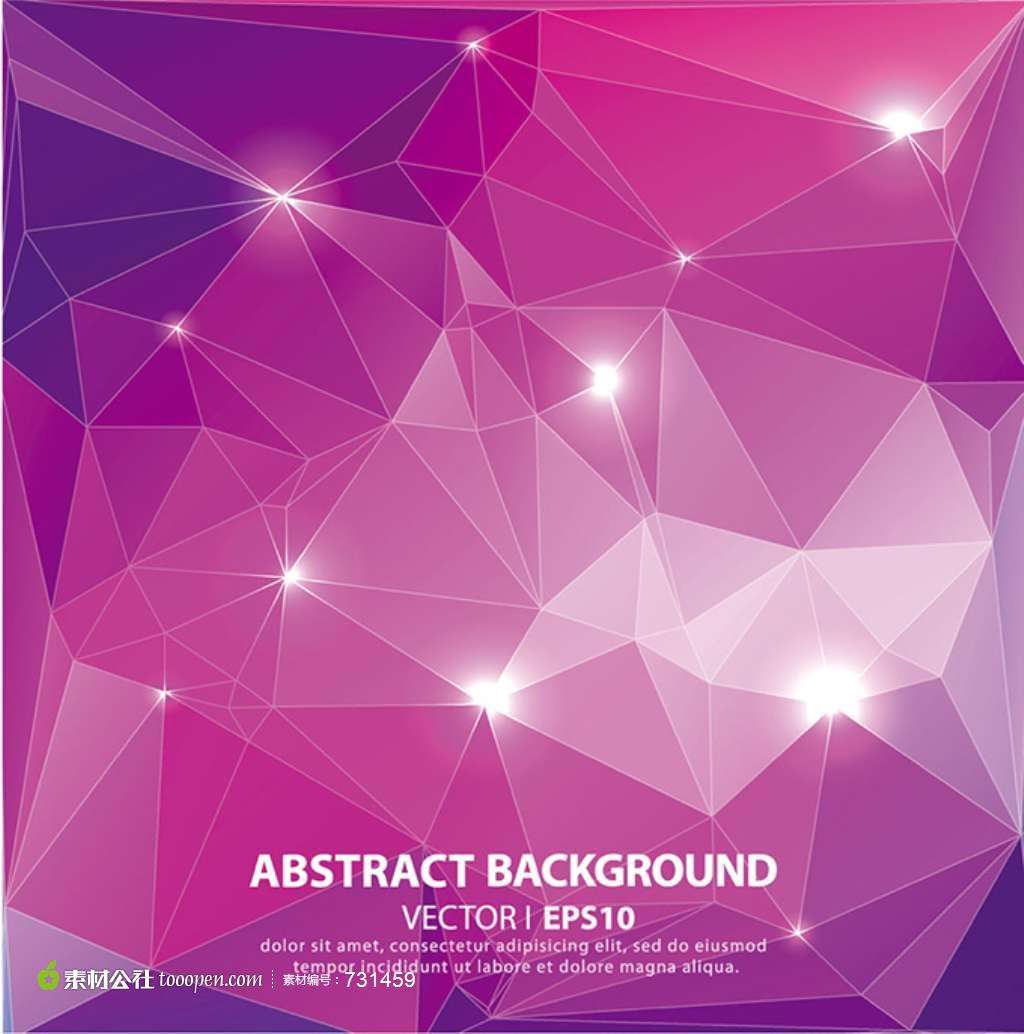 ABSTRACT BACKGROUND
VECTOR | EPS10
dolor sit amet, consectetur adipisicing elit, sed do eiusmod
tempor incididunt ut labore et dolore magna aliqua.
素材公社 tooopen.com 素材编号：731459